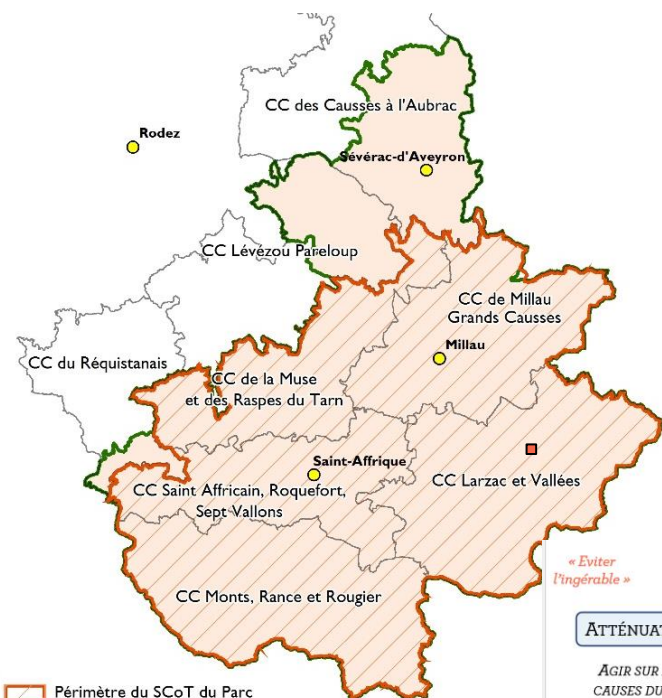 CC des Causses à l'Aubrac
Rodez
Sévérac-d'Aveyron
CC Lévézou Pareloup
CC de Millau
Grands Causses
Millau
CC du Réquistanais
CC de la Muse
et des Raspes du Tarn
Saint-Affrique
CC Saint Affricain, Roquefort,
Sept Vallons
CC Larzac et Vallées
CC Monts, Rance et Rougier
« Eviter
l'ingérable »
ATTÉNUAT
AGIR SUR
CAUSES DU
Périmètre du SCoT du Parc